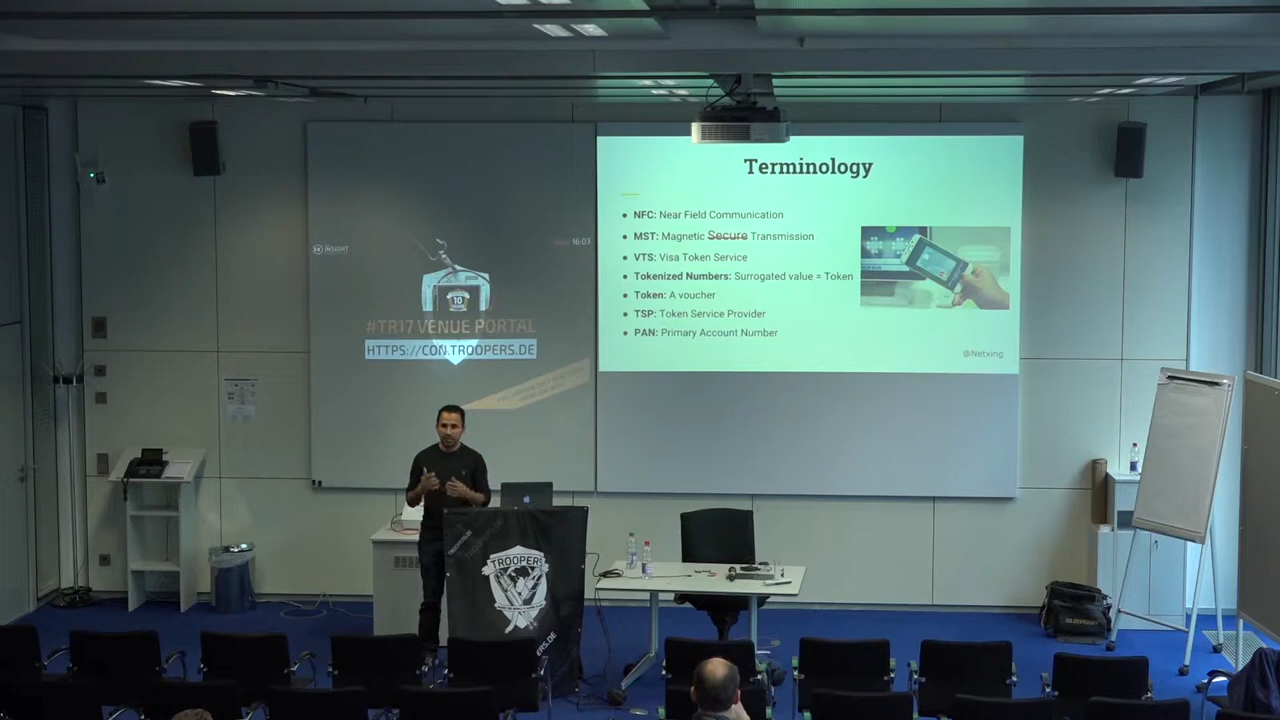 INSIGHT
16:03
10
#TR17 VENUE PORTAL
HTTPS://CON.TROOPERS.DE
Terminology
• NFC: Near Field Communication
• MST: Magnetic Secure Transmission
• VTS: Visa Token Service
• Tokenized Numbers: Surrogated value = Token
• Token: A voucher
• TSP: Token Service Provider
• PAN: Primary Account Number
@Netxing
TROOPERS